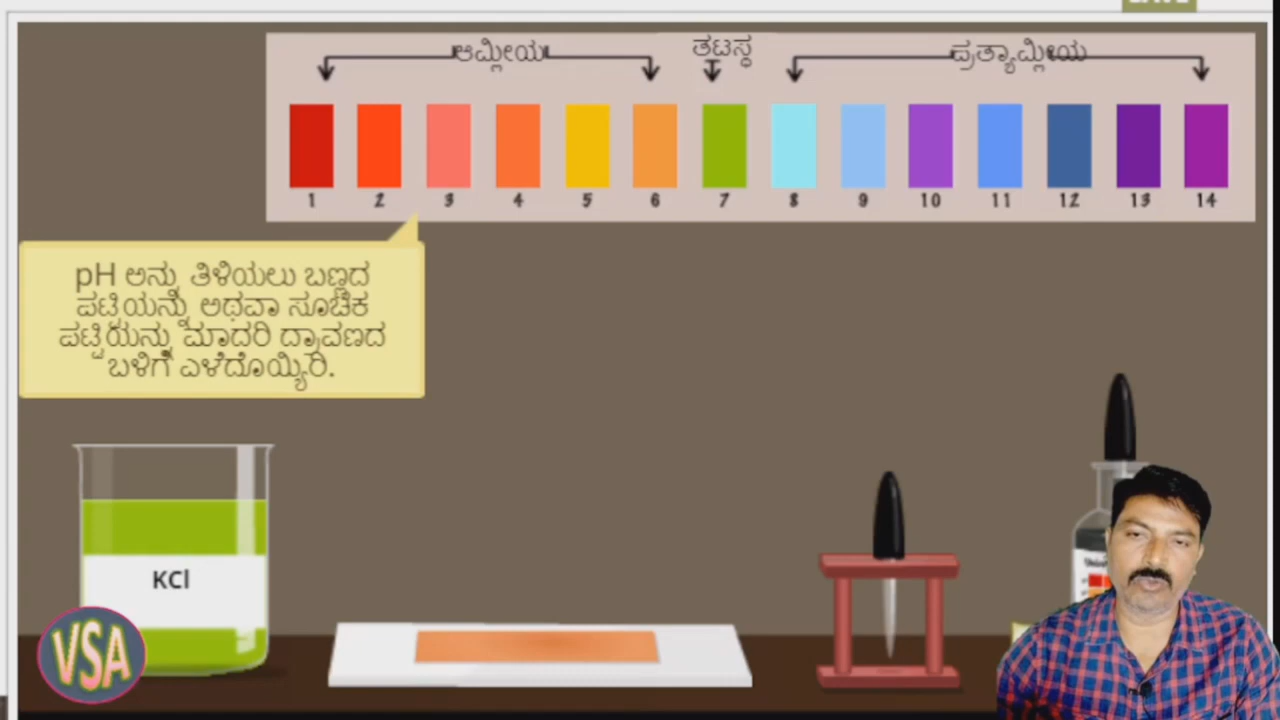 ಆಮ್ಲೀಯ ತಟಸ್ಥ ಪ್ರತ್ಯಾಮ್ಲೀಯ
1 2 3 4 5 6 7 8 9 10 11 12 13 14
pH ಅನ್ನು ತಿಳಿಯಲು ಬಣ್ಣದ
ಪಟ್ಟಿಯನ್ನು ಅಥವಾ ಸೂಚಕ
ಪಟ್ಟಿಯನ್ನು ಮಾದರಿ ದ್ರಾವಣದ
ಬಳಿಗೆ ಎಳೆದೊಯ್ಯಿರಿ.
KCl
VSA